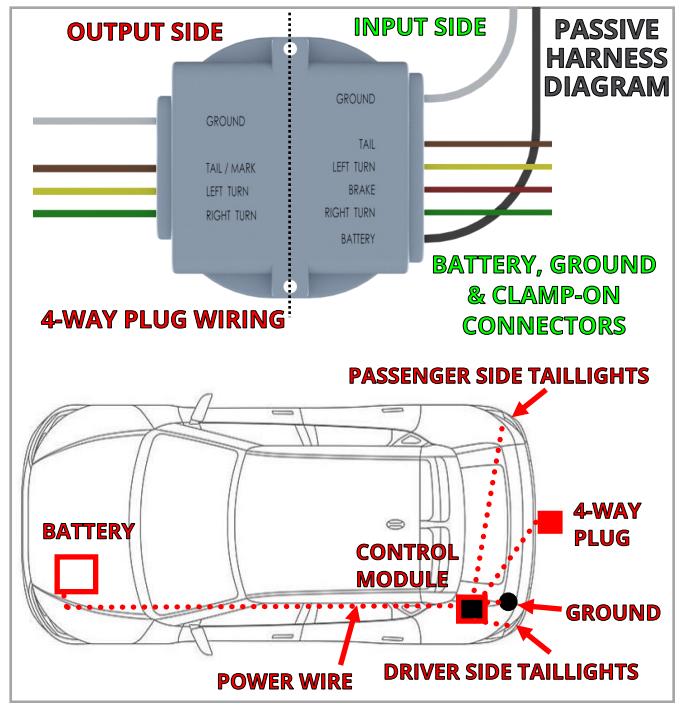 OUTPUT SIDE
INPUT SIDE
PASSIVE
HARNESS
DIAGRAM
GROUND
TAIL / MARK
LEFT TURN
RIGHT TURN
GROUND
TAIL
LEFT TURN
BRAKE
RIGHT TURN
BATTERY
4-WAY PLUG WIRING
BATTERY, GROUND
& CLAMP-ON
CONNECTORS
PASSENGER SIDE TAILLIGHTS
BATTERY
4-WAY
PLUG
CONTROL
MODULE
GROUND
POWER WIRE
DRIVER SIDE TAILLIGHTS